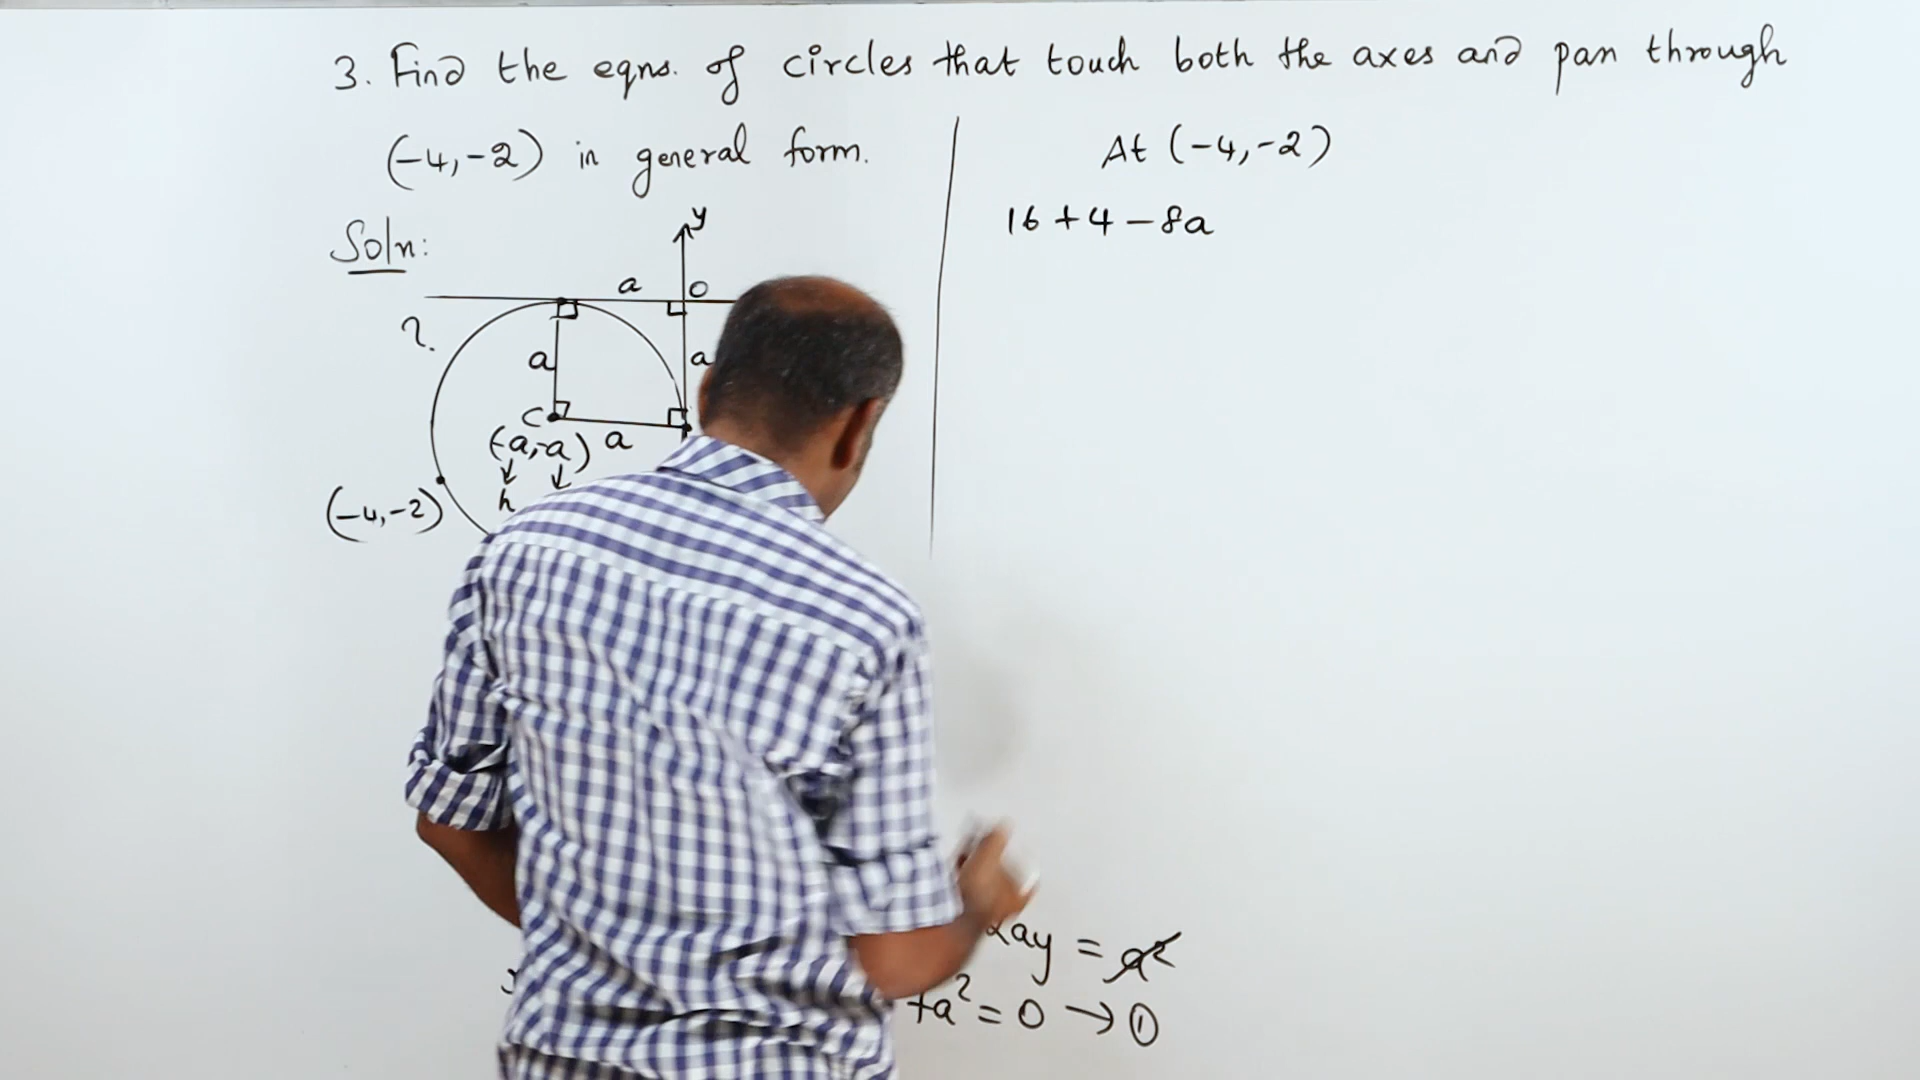 3. Find the eqns. of circles that touch both the axes and pass through
(-4,-2) in general form.
Soln:
y
a
O
?
a
a
C
(-a,-a)
a
h
(-4,-2)
At (-4,-2)
16 + 4 - 8a
2ay = a²
+a² = 0 → ①